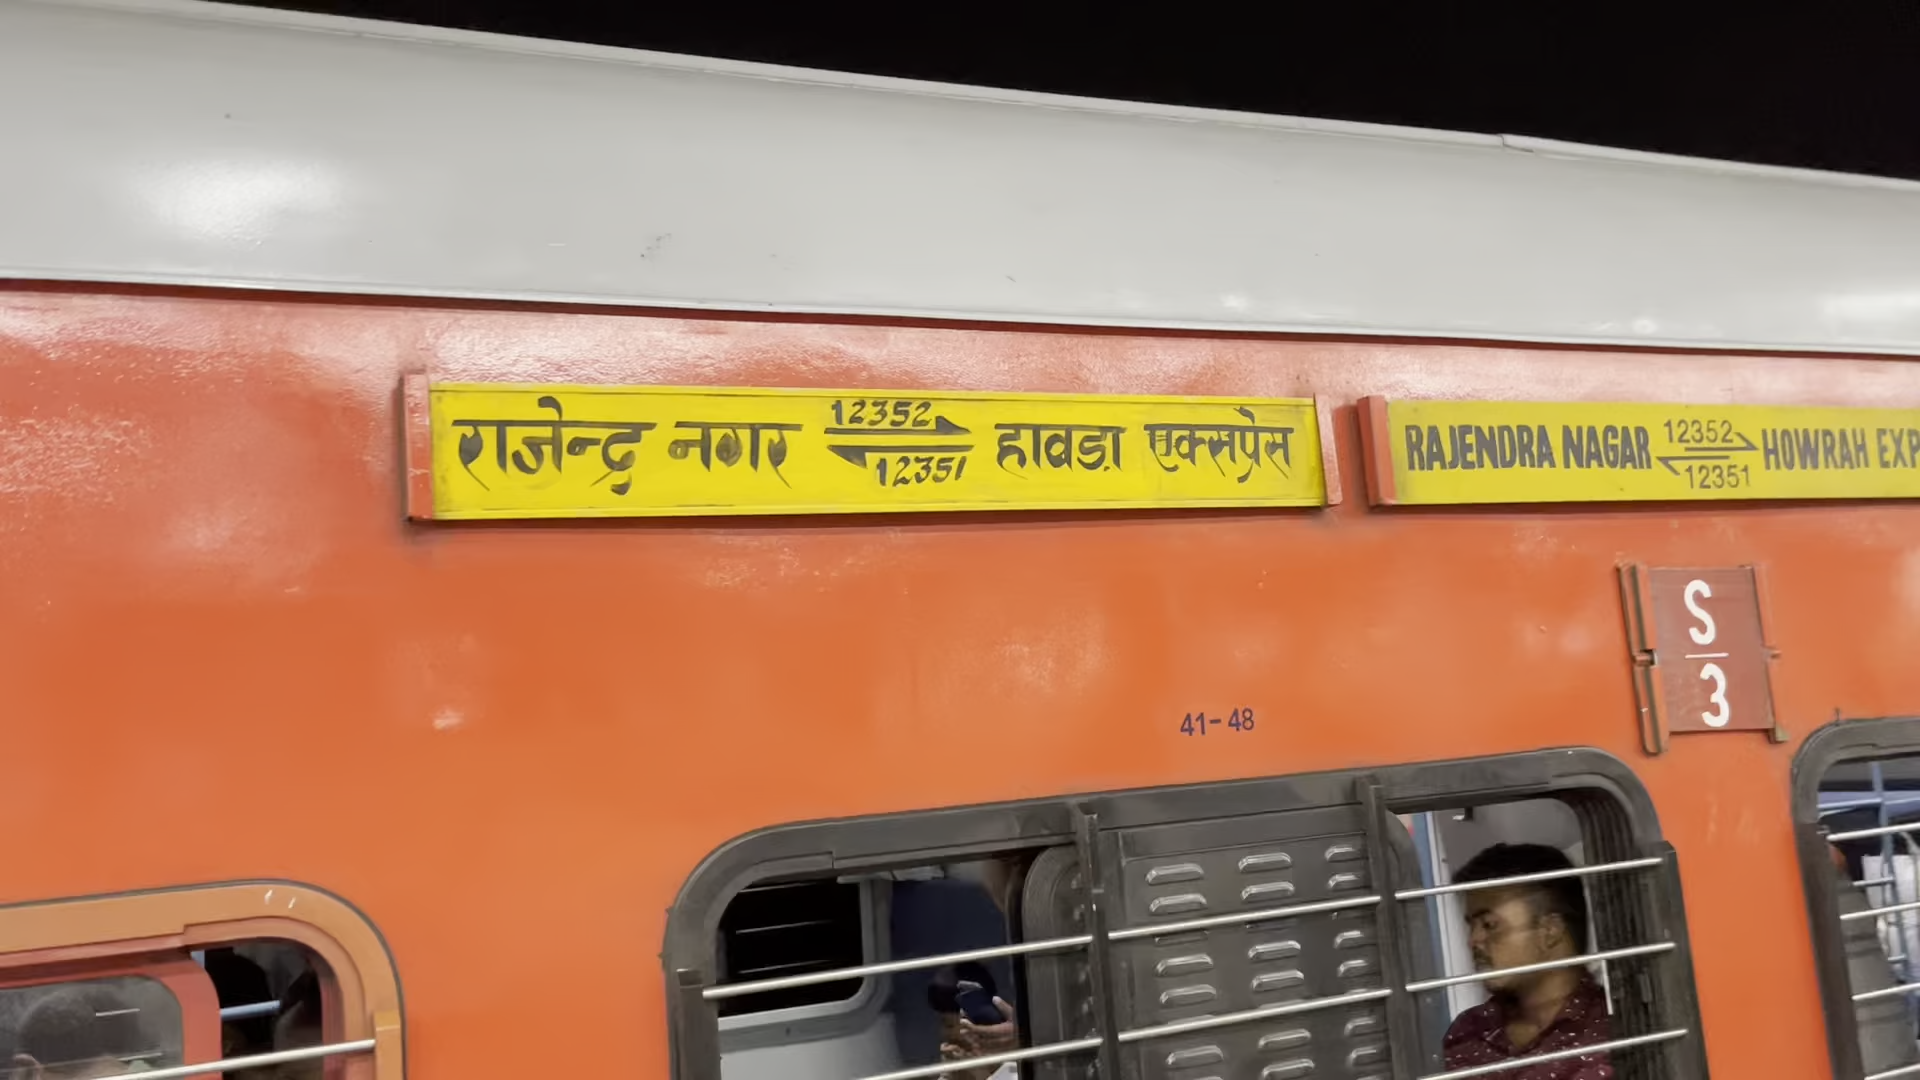 राजेन्द्र नगर 12352 12351 हावड़ा एक्सप्रेस
RAJENDRA NAGAR 12352 12351 HOWRAH EXP
S
3
41-48